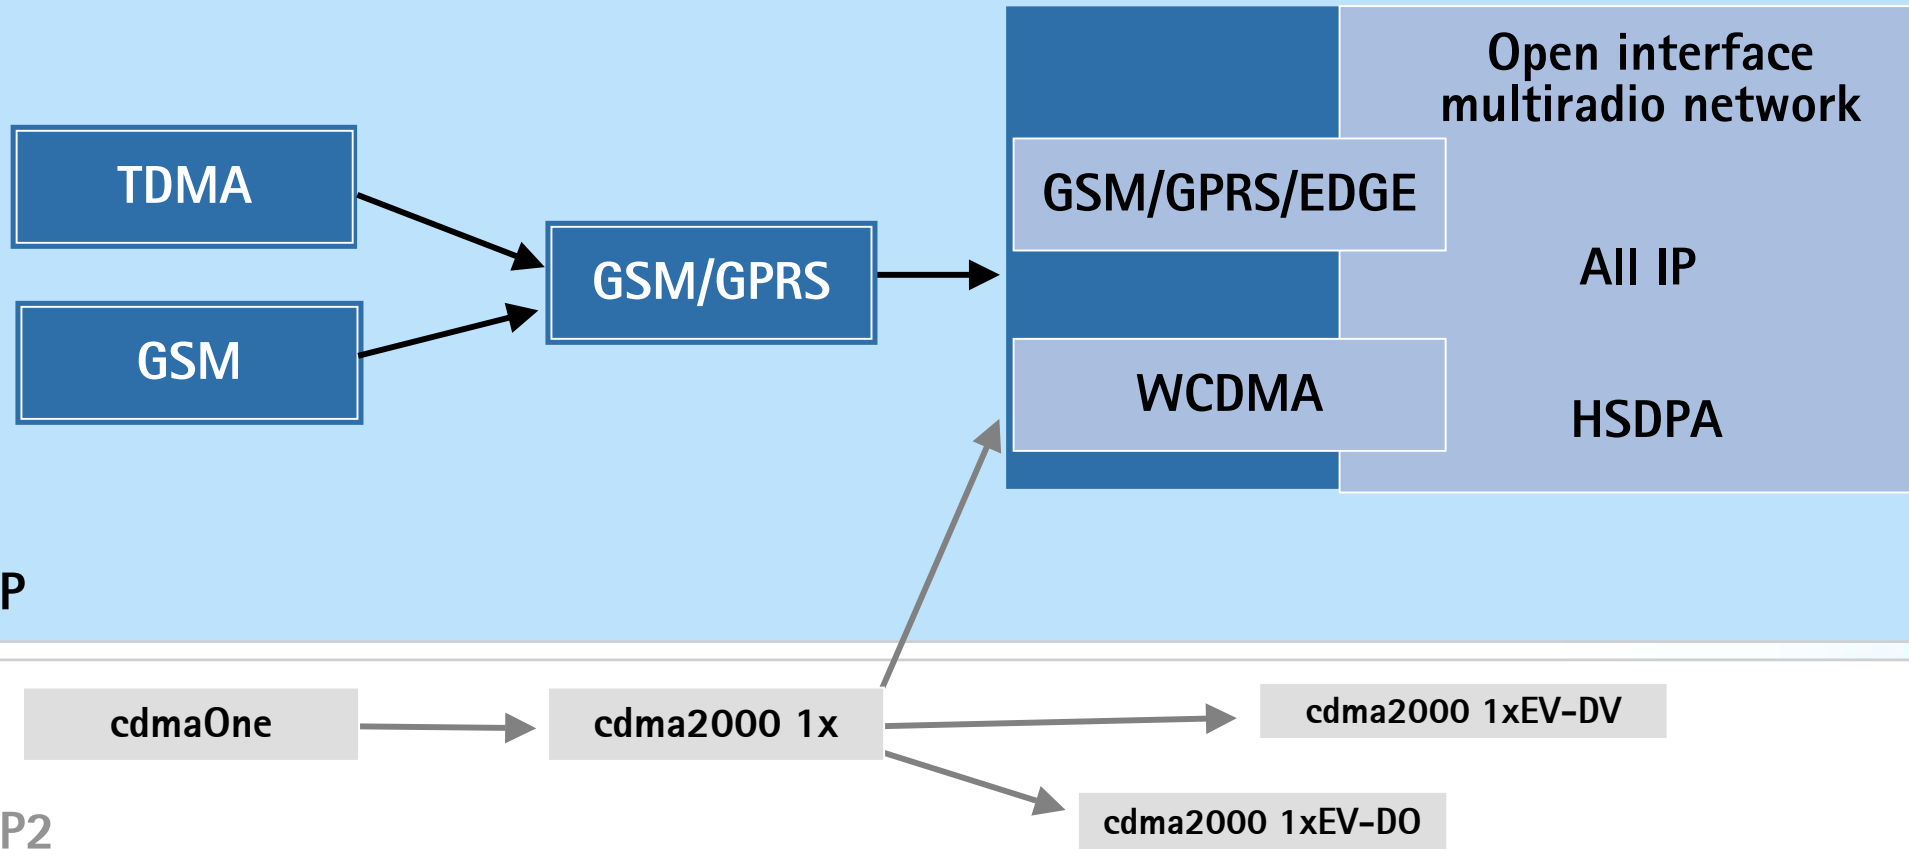 Open interface
multiradio network
TDMA
GSM/GPRS/EDGE
GSM/GPRS
All IP
GSM
WCDMA
HSDPA
P
cdmaOne
cdma2000 1x
cdma2000 1xEV-DV
cdma2000 1xEV-DO
P2